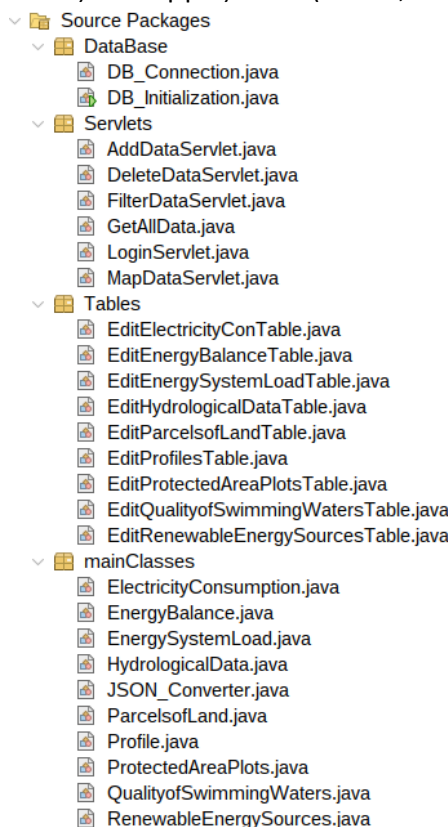 Source Packages
DataBase
DB_Connection.java
DB_Initialization.java
Servlets
AddDataServlet.java
DeleteDataServlet.java
FilterDataServlet.java
GetAllData.java
LoginServlet.java
MapDataServlet.java
Tables
EditElectricityConTable.java
EditEnergyBalanceTable.java
EditEnergySystemLoadTable.java
EditHydrologicalDataTable.java
EditParcelsofLandTable.java
EditProfilesTable.java
EditProtectedAreaPlotsTable.java
EditQualityofSwimmingWatersTable.java
EditRenewableEnergySourcesTable.java
mainClasses
ElectricityConsumption.java
EnergyBalance.java
EnergySystemLoad.java
HydrologicalData.java
JSON_Converter.java
ParcelsofLand.java
Profile.java
ProtectedAreaPlots.java
QualityofSwimmingWaters.java
RenewableEnergySources.java